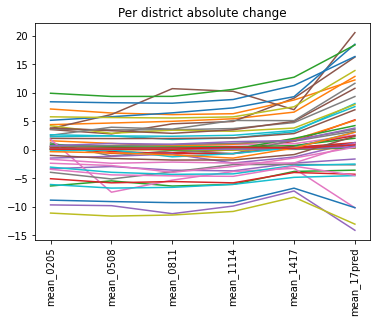 Per district absolute change
20
15
10
5
0
−5
−10
−15
mean_0205
mean_0508
mean_0811
mean_1114
mean_1417
mean_17pred